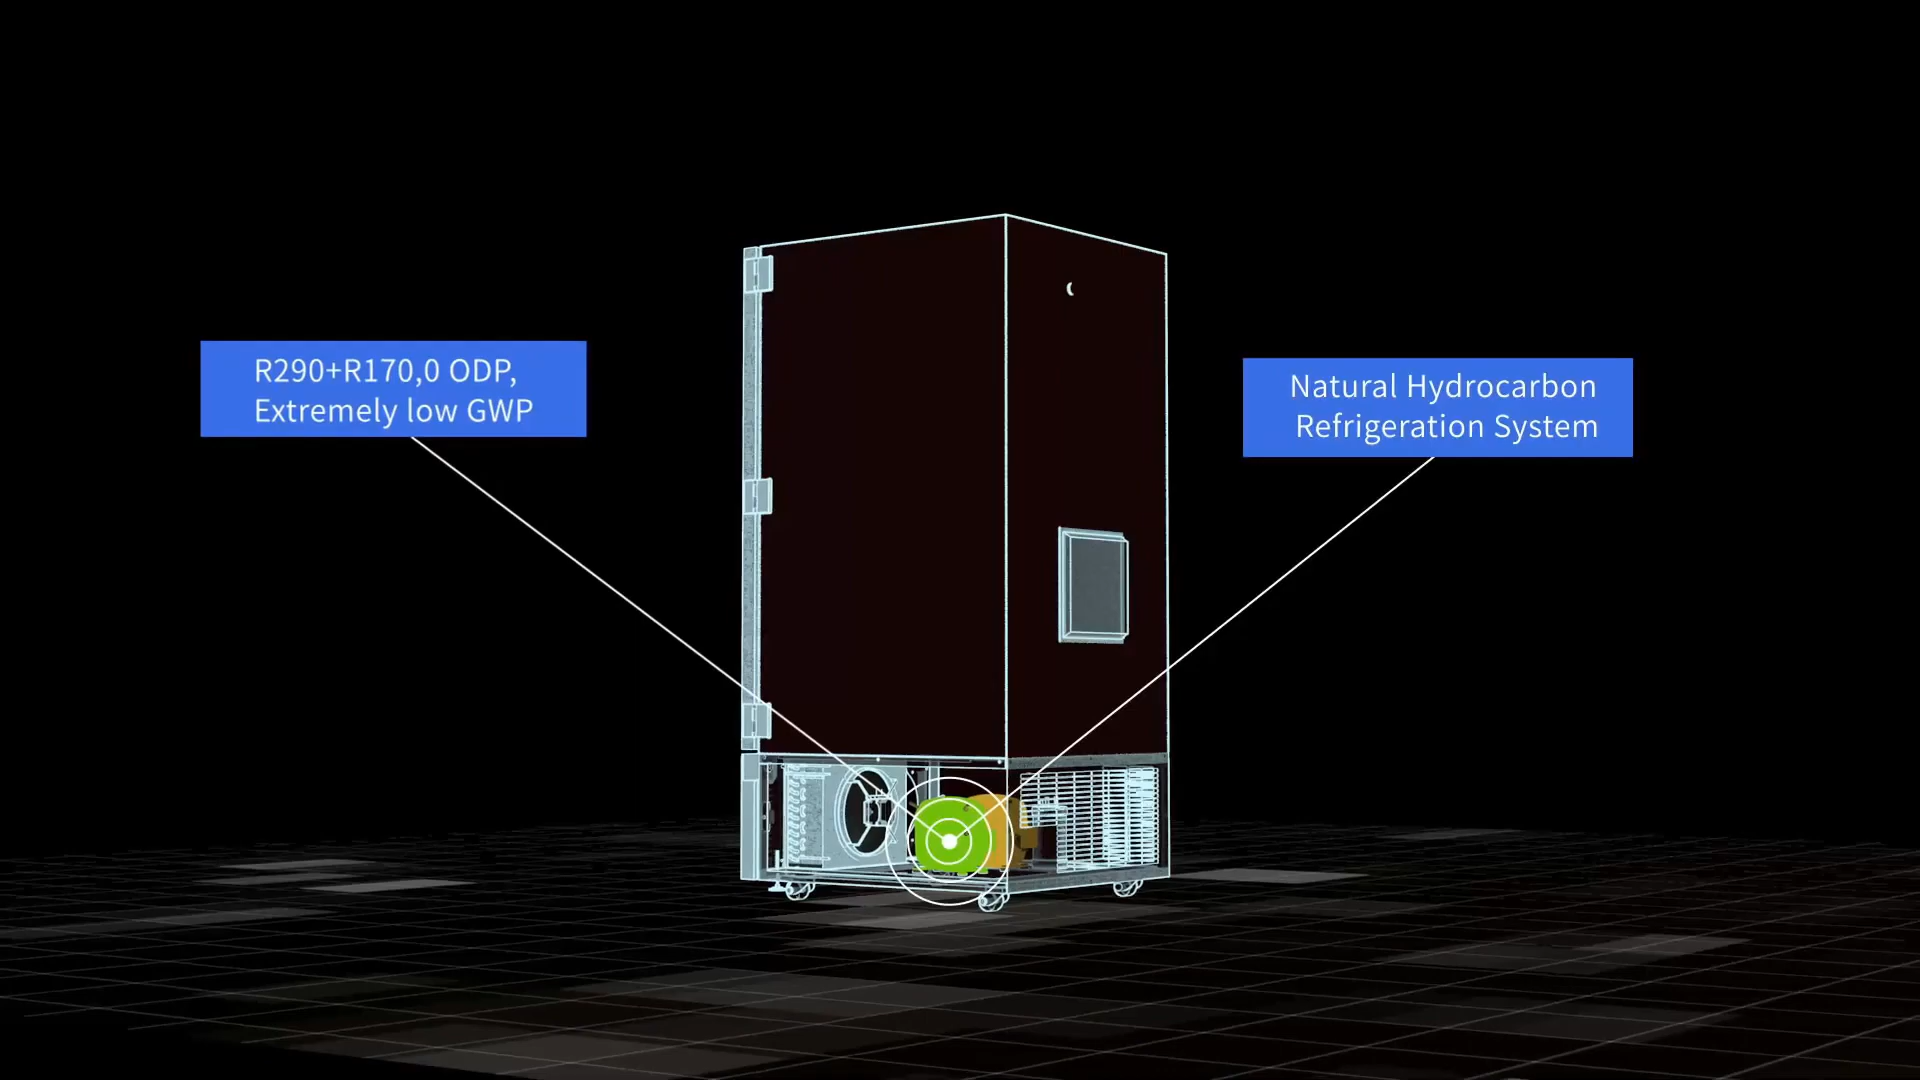 R290+R170,0 ODP,
Extremely low GWP
Natural Hydrocarbon
Refrigeration System